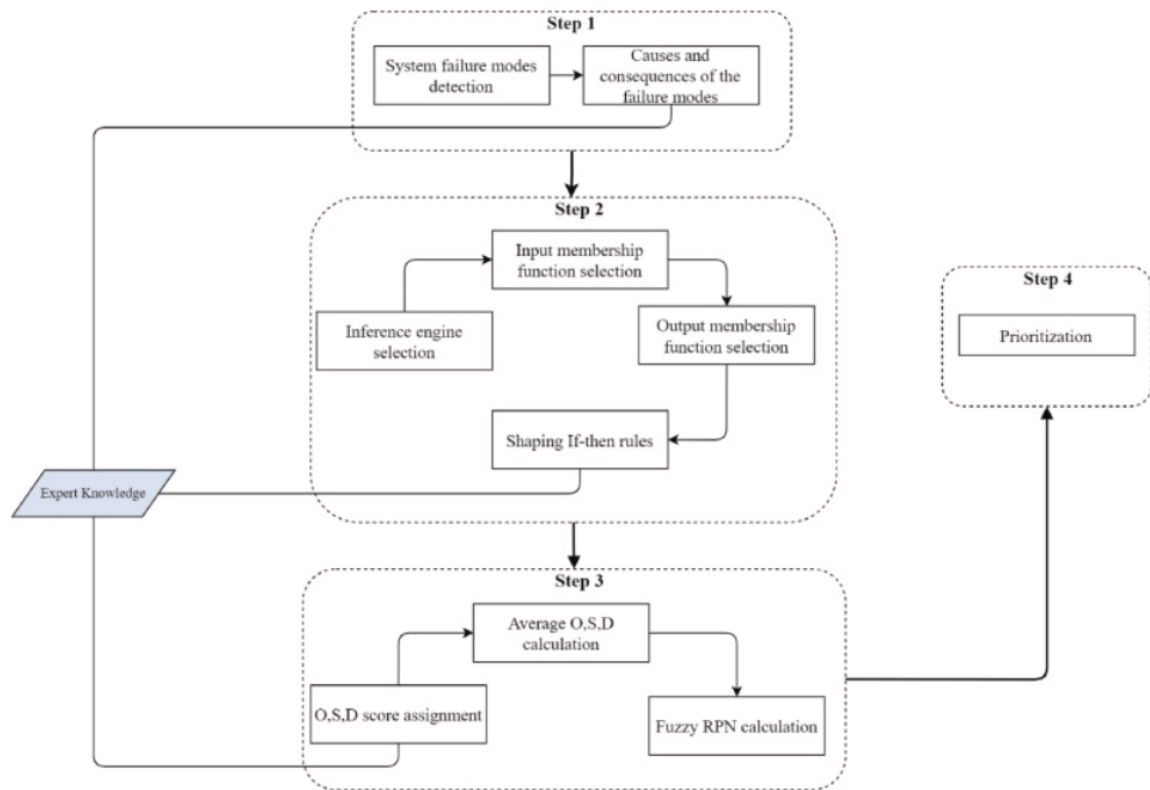 Step 1
System failure modes
detection
Causes and
consequences of the
failure modes
Step 2
Input membership
function selection
Inference engine
selection
Output membership
function selection
Shaping If-then rules
Expert Knowledge
Step 3
Average O,S,D
calculation
O,S,D score assignment
Fuzzy RPN calculation
Step 4
Prioritization